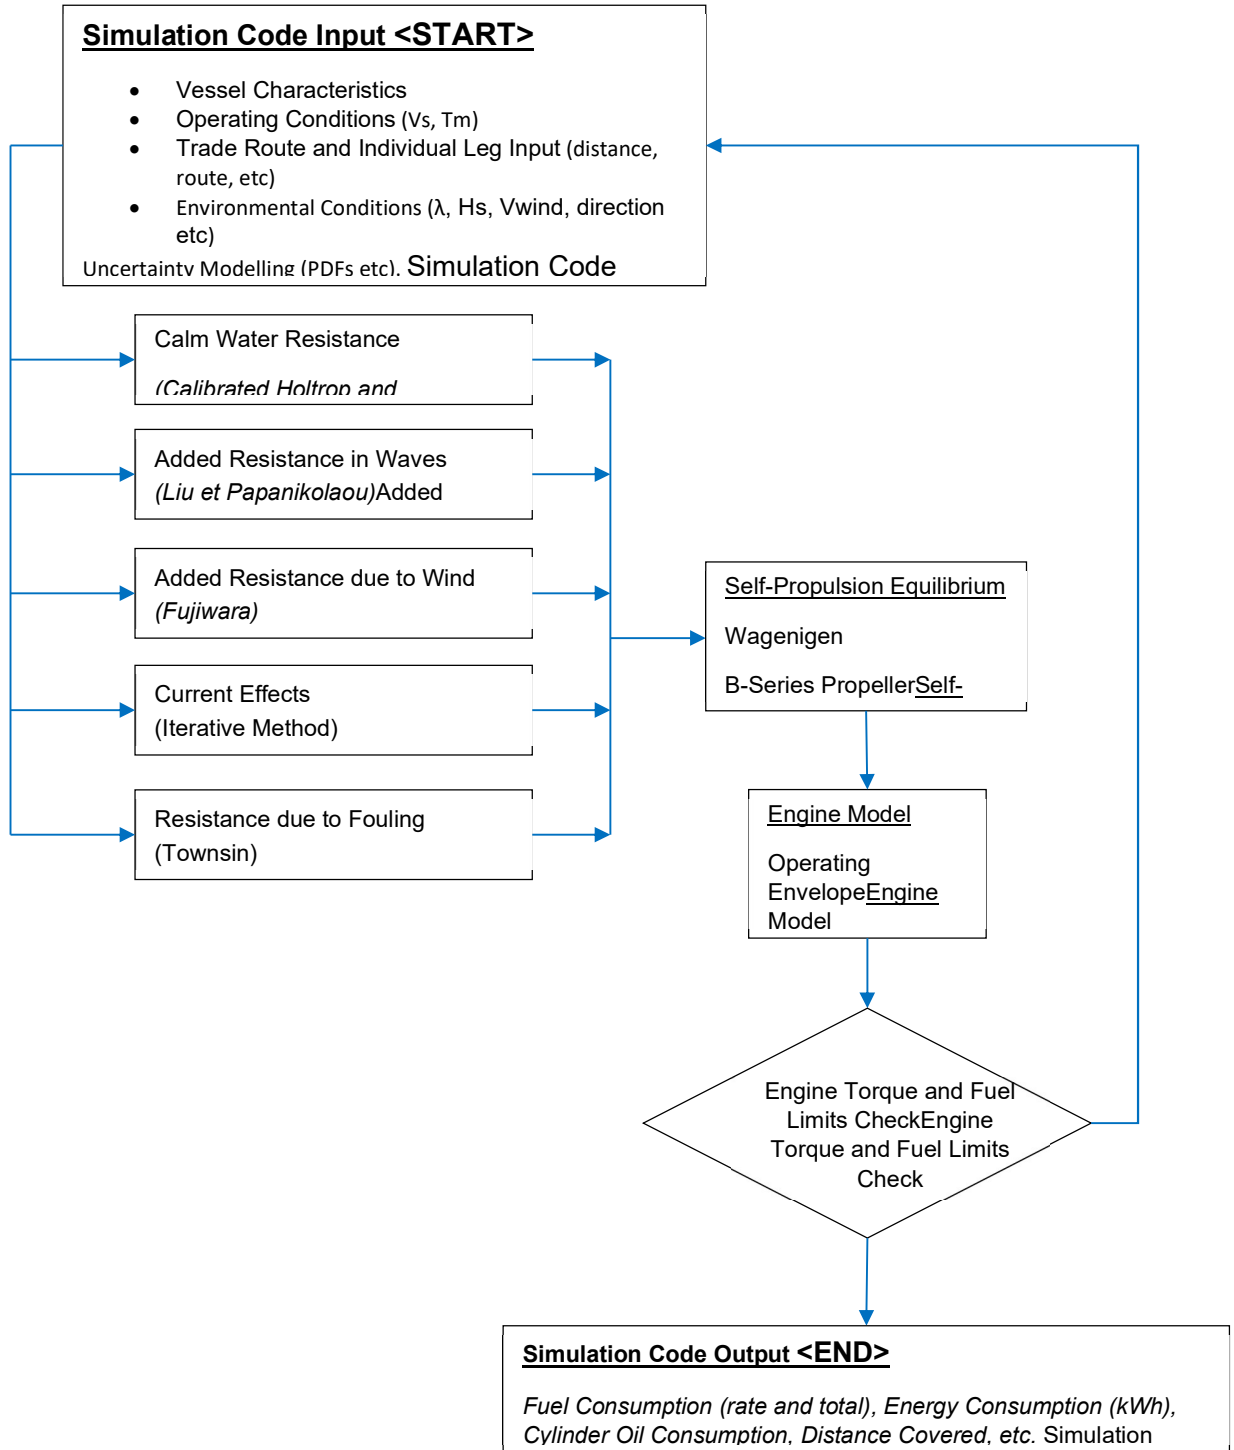 Simulation Code Input <START>
• Vessel Characteristics
• Operating Conditions (Vs, Tm)
• Trade Route and Individual Leg Input (distance,
route, etc)
• Environmental Conditions (λ, Hs, Vwind, direction
etc)
Uncertainty Modelling (PDFs etc). Simulation Code
Calm Water Resistance
(Calibrated Holtrop and
Added Resistance in Waves
(Liu et Papanikolaou)Added
Added Resistance due to Wind
(Fujiwara)
Current Effects
(Iterative Method)
Resistance due to Fouling
(Townsin)
Self-Propulsion Equilibrium
Wagenigen
B-Series PropellerSelf-
Engine Model
Operating
EnvelopeEngine
Model
Engine Torque and Fuel
Limits CheckEngine
Torque and Fuel Limits
Check
Simulation Code Output <END>
Fuel Consumption (rate and total), Energy Consumption (kWh),
Cylinder Oil Consumption, Distance Covered, etc. Simulation